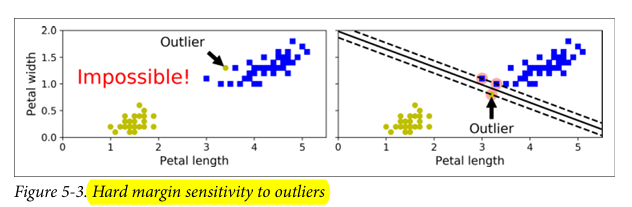 Outlier
Impossible!
Petal width
2.0
1.5
1.0
0.5
0.0
0 1 2 3 4 5
Petal length
Outlier
0 1 2 3 4 5
Petal length
Figure 5-3. Hard margin sensitivity to outliers